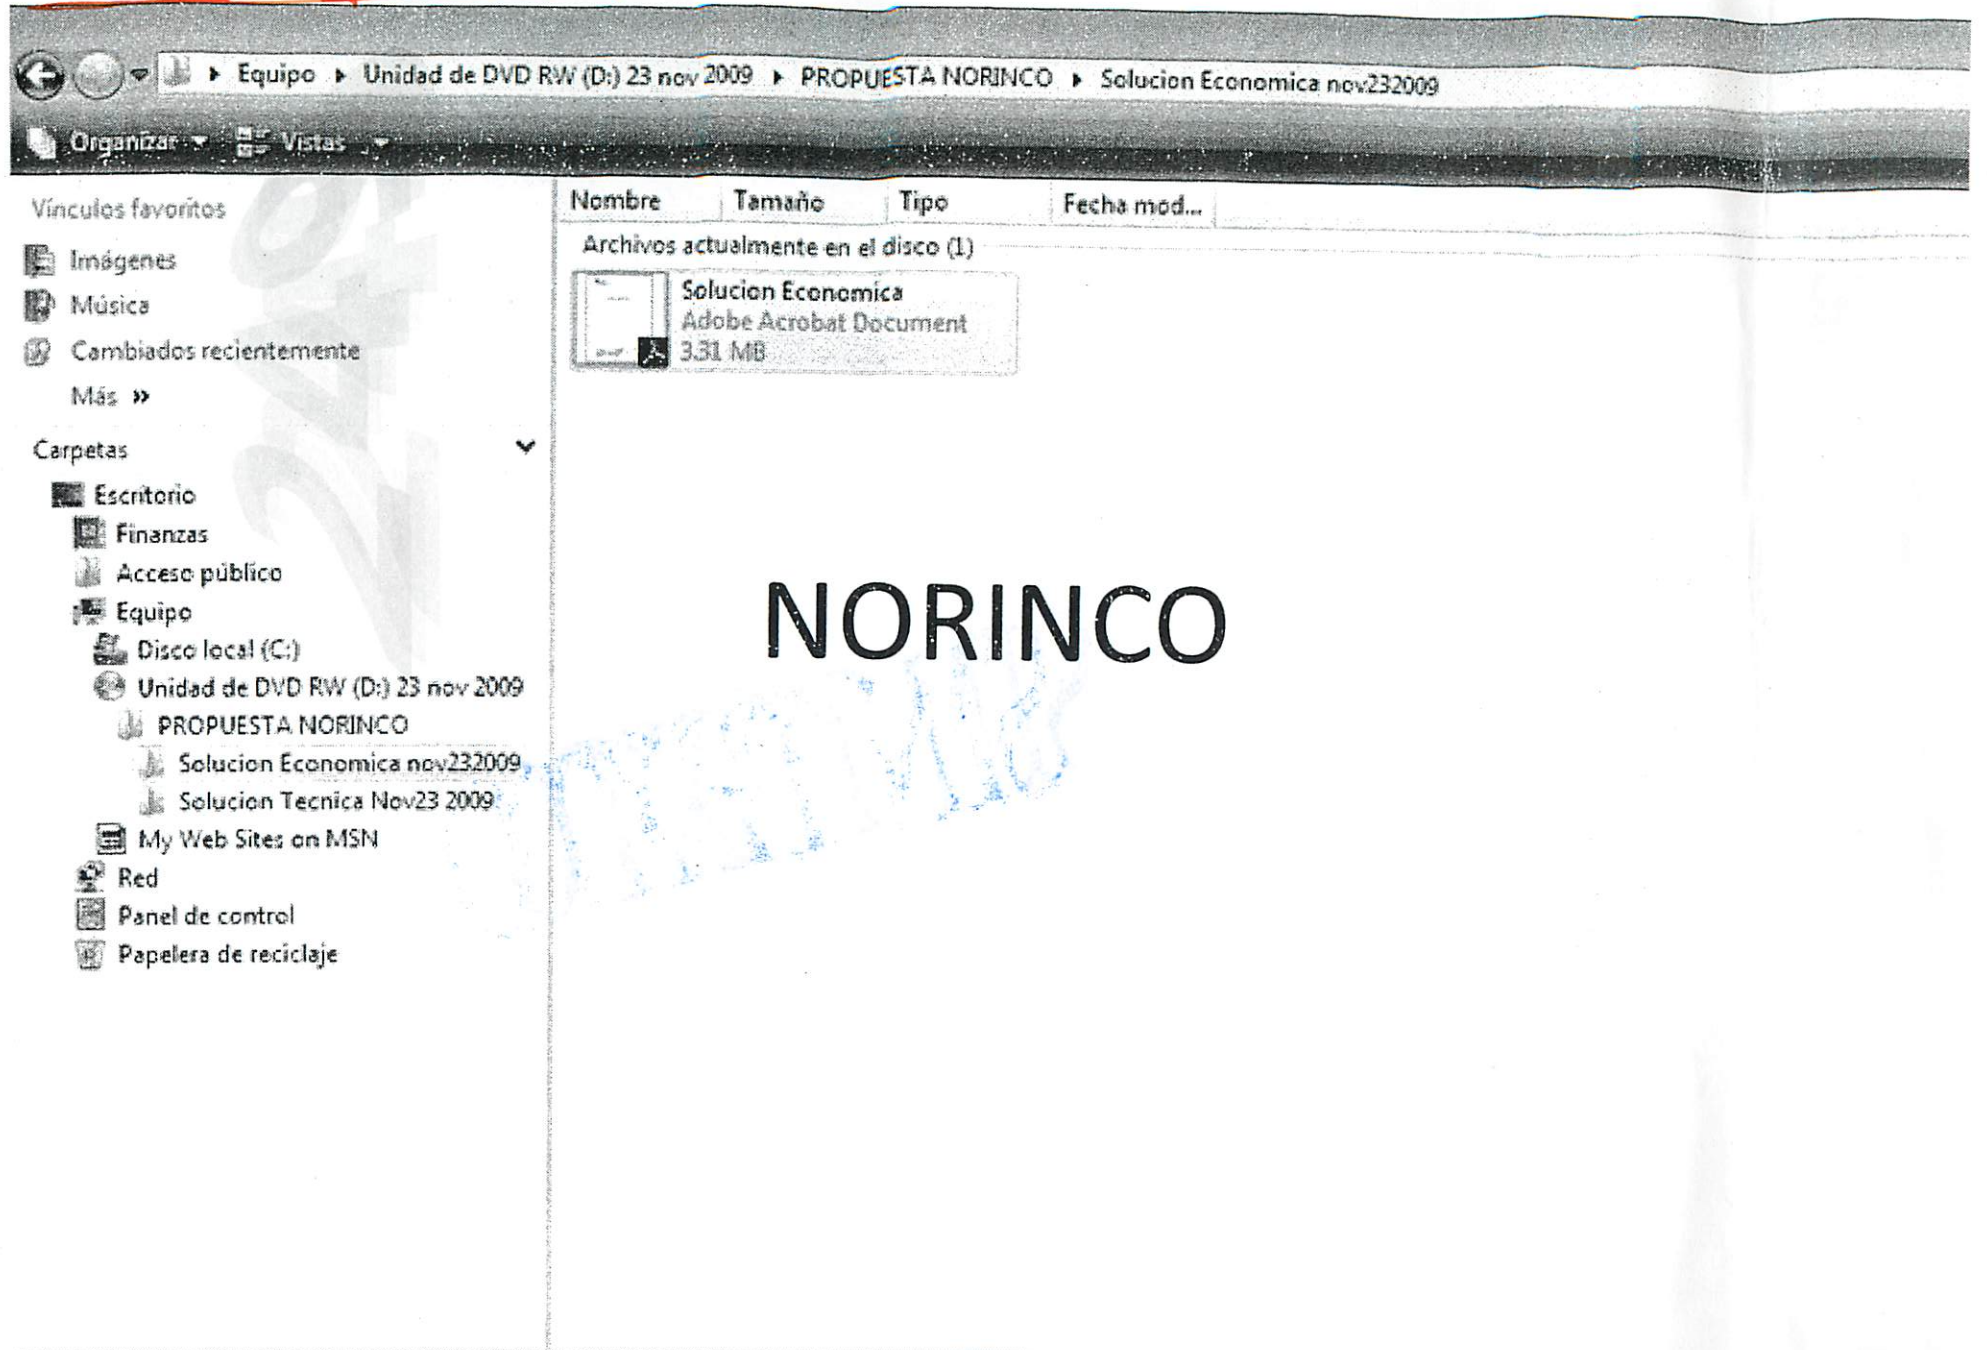 Equipo ▸ Unidad de DVD RW (D:) 23 nov 2009 ▸ PROPUESTA NORINCO ▸ Solucion Economica nov232009
Organizar Vistas
Vínculos favoritos
Imágenes
Música
Cambiados recientemente
Más »
Carpetas
Escritorio
Finanzas
Acceso público
Equipo
Disco local (C:)
Unidad de DVD RW (D:) 23 nov 2009
PROPUESTA NORINCO
Solucion Economica nov232009
Solucion Tecnica Nov23 2009
My Web Sites on MSN
Red
Panel de control
Papelera de reciclaje
Nombre Tamaño Tipo Fecha mod...
Archivos actualmente en el disco (1)
Solucion Economica
Adobe Acrobat Document
3.31 MB
NORINCO